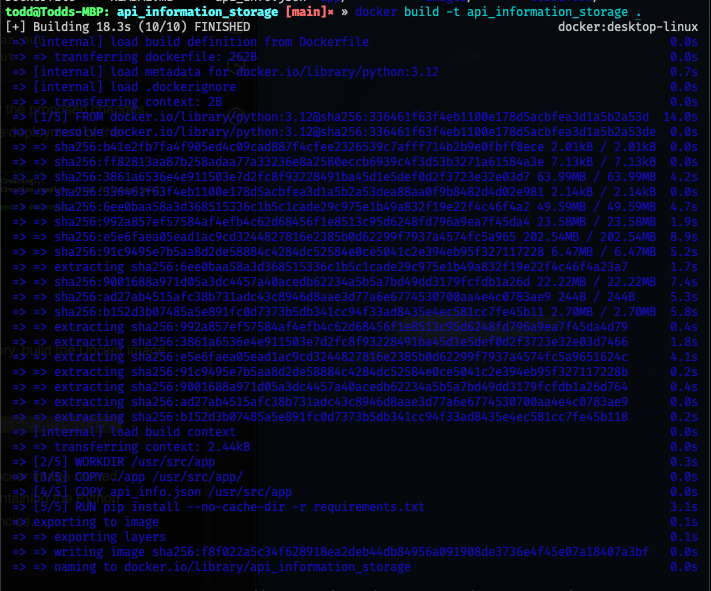 todd@Todds-MBP: api_information_storage [main]× » docker build -t api_information_storage .
[+] Building 18.3s (10/10) FINISHED docker:desktop-linux
=> [internal] load build definition from Dockerfile 0.0s
=> => transferring dockerfile: 262B 0.0s
=> [internal] load metadata for docker.io/library/python:3.12 0.7s
=> [internal] load .dockerignore 0.0s
=> => transferring context: 2B 0.0s
=> [1/5] FROM docker.io/library/python:3.12@sha256:336461f63f4eb1100e178d5acbfea3d1a5b2a53d 14.0s
=> => resolve docker.io/library/python:3.12@sha256:336461f63f4eb1100e178d5acbfea3d1a5b2a53de 0.0s
=> => sha256:b41e2fb7fa4f905ed4c09cad887f4cfee2326539c7afff714b2b9e0fbff8ece 2.01kB / 2.01kB 0.0s
=> => sha256:ff82813aa87b258adaa77a33236e8a2580eccb6939c4f3d53b3271a61584a3e 7.13kB / 7.13kB 0.0s
=> => sha256:3861a6536e4e911503e7d2fc8f93228491ba45d1e5def0d2f3723e32e03d7 63.99MB / 63.99MB 4.2s
=> => sha256:336461f63f4eb1100e178d5acbfea3d1a5b2a53dea88aa0f9b8482d4d02e981 2.14kB / 2.14kB 0.0s
=> => sha256:6ee0baa58a3d368515336c1b5c1cade29c975e1b49a832f19e22f4c46f4a2 49.59MB / 49.59MB 4.7s
=> => sha256:992a857ef57584af4efb4c62d68456f1e8513c95d6248fd796a9ea7f45da4 23.58MB / 23.58MB 1.9s
=> => sha256:e5e6faea05ead1ac9cd3244827816e2385b0d62299f7937a4574fc5a965 202.54MB / 202.54MB 8.9s
=> => sha256:91c9495e7b5aa8d2de58884c4284dc52584e0ce5041c2e394eb95f327117228 6.47MB / 6.47MB 5.2s
=> => extracting sha256:6ee0baa58a3d368515336c1b5c1cade29c975e1b49a832f19e22f4c46f4a23a7 1.7s
=> => sha256:9001688a971d05a3dc4457a40acedb62234a5b5a7bd49dd3179fcfdb1a26d 22.22MB / 22.22MB 7.4s
=> => sha256:ad27ab4515afc38b731adc43c8946d8aae3d77a6e6774530700aa4e4c0783ae9 244B / 244B 5.3s
=> => sha256:b152d3b07485a5e891fc0d7373b5db341cc94f33ad8435e4ec581cc7fe45b11 2.70MB / 2.70MB 5.8s
=> => extracting sha256:992a857ef57584af4efb4c62d68456f1e8513c95d6248fd796a9ea7f45da4d79 0.4s
=> => extracting sha256:3861a6536e4e911503e7d2fc8f93228491ba45d1e5def0d2f3723e32e03d7466 1.8s
=> => extracting sha256:e5e6faea05ead1ac9cd3244827816e2385b0d62299f7937a4574fc5a9651624c 4.1s
=> => extracting sha256:91c9495e7b5aa8d2de58884c4284dc52584e0ce5041c2e394eb95f327117228b 0.2s
=> => extracting sha256:9001688a971d05a3dc4457a40acedb62234a5b5a7bd49dd3179fcfdb1a26d764 0.4s
=> => extracting sha256:ad27ab4515afc38b731adc43c8946d8aae3d77a6e6774530700aa4e4c0783ae9 0.0s
=> => extracting sha256:b152d3b07485a5e891fc0d7373b5db341cc94f33ad8435e4ec581cc7fe45b118 0.2s
=> [internal] load build context 0.0s
=> => transferring context: 2.44kB 0.0s
=> [2/5] WORKDIR /usr/src/app 0.3s
=> [3/5] COPY ./app /usr/src/app/ 0.0s
=> [4/5] COPY api_info.json /usr/src/app 0.0s
=> [5/5] RUN pip install --no-cache-dir -r requirements.txt 3.1s
=> exporting to image 0.1s
=> => exporting layers 0.1s
=> => writing image sha256:f8f022a5c34f628918ea2deb44db84956a091908de3736e4f45e07a18407a3bf 0.0s
=> => naming to docker.io/library/api_information_storage 0.0s